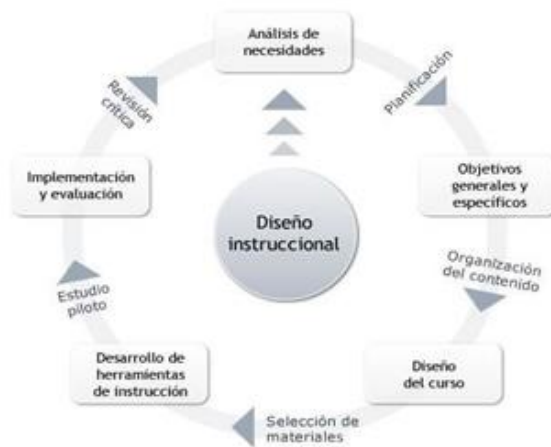 Análisis de
necesidades
Planificación
Objetivos
generales y
específicos
Organización
del contenido
Diseño
del curso
Selección de
materiales
Desarrollo de
herramientas
de instrucción
Estudio
piloto
Implementación
y evaluación
Revisión
crítica
Diseño
instruccional